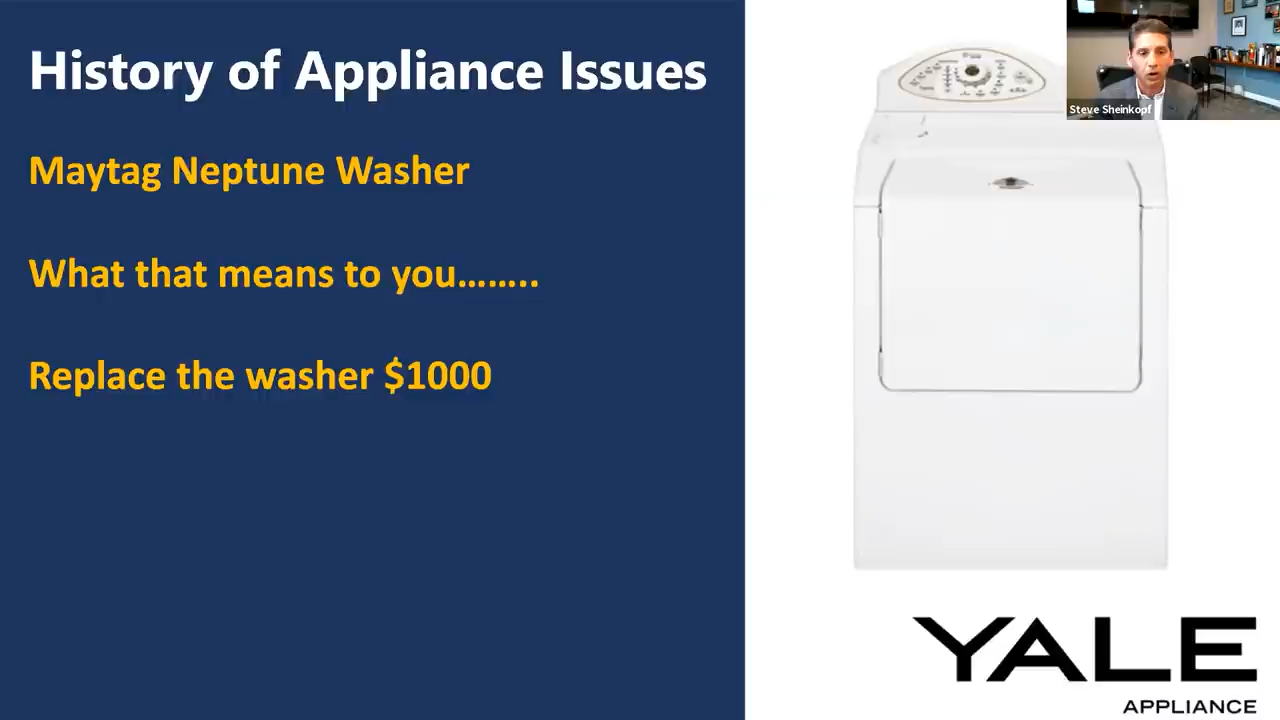 History of Appliance Issues
Steve Sheinkopf
Maytag Neptune Washer
What that means to you........
Replace the washer $1000
YALE
APPLIANCE